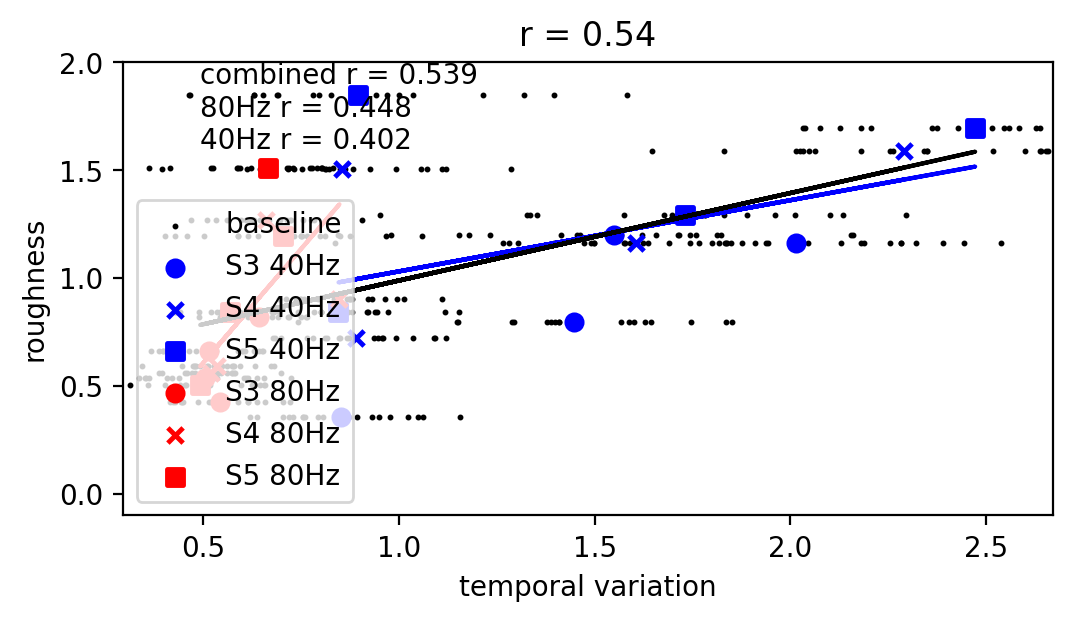 r = 0.54
combined r = 0.539
80Hz r = 0.448
40Hz r = 0.402
roughness
2.0
1.5
1.0
0.5
0.0
baseline
S3 40Hz
S4 40Hz
S5 40Hz
S3 80Hz
S4 80Hz
S5 80Hz
0.5 1.0 1.5 2.0 2.5
temporal variation